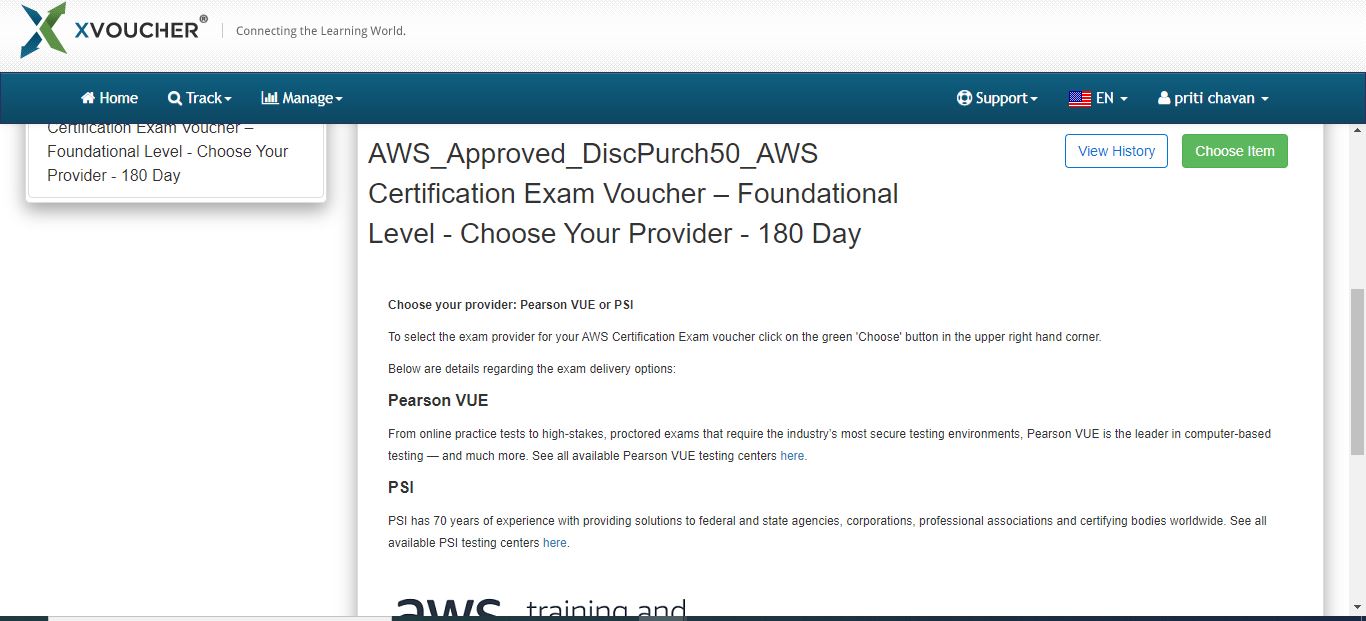 XVOUCHER® Connecting the Learning World.
Home Track Manage Support EN priti chavan
Certification Exam Voucher –
Foundational Level - Choose Your
Provider - 180 Day
AWS_Approved_DiscPurch50_AWS
Certification Exam Voucher – Foundational
Level - Choose Your Provider - 180 Day
View History Choose Item
Choose your provider: Pearson VUE or PSI
To select the exam provider for your AWS Certification Exam voucher click on the green 'Choose' button in the upper right hand corner.
Below are details regarding the exam delivery options:
Pearson VUE
From online practice tests to high-stakes, proctored exams that require the industry's most secure testing environments, Pearson VUE is the leader in computer-based
testing — and much more. See all available Pearson VUE testing centers here.
PSI
PSI has 70 years of experience with providing solutions to federal and state agencies, corporations, professional associations and certifying bodies worldwide. See all
available PSI testing centers here.
aws training and